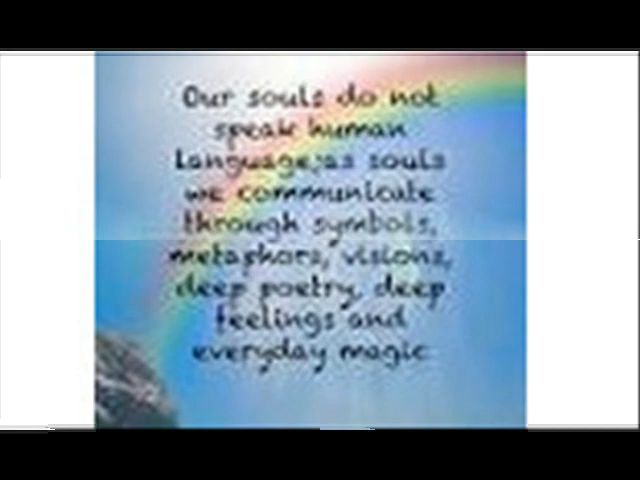 Our souls do not
speak human
language;as souls
we communicate
through symbols,
metaphors, visions,
deep poetry, deep
feelings and
everyday magic